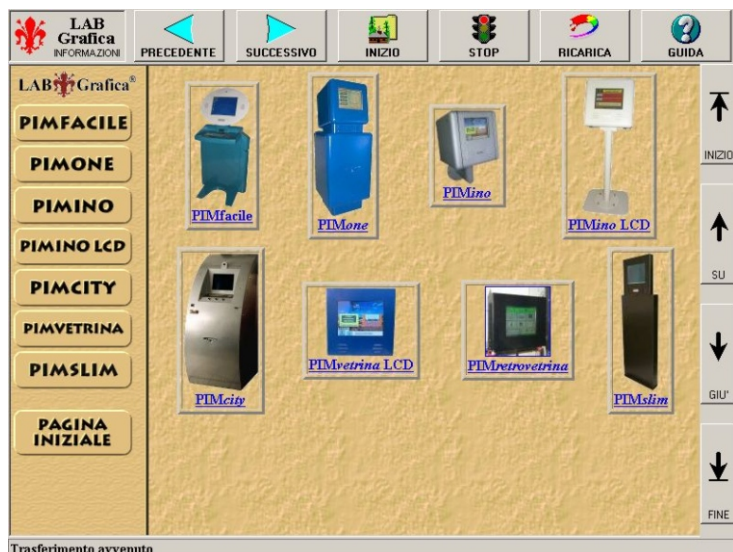 LAB
Grafica
INFORMAZIONI
PRECEDENTE
SUCCESSIVO
INIZIO
STOP
RICARICA
GUIDA
LAB Grafica®
PIMFACILE
PIMONE
PIMINO
PIMINO LCD
PIMCITY
PIMVETRINA
PIMSLIM
PAGINA
INIZIALE
PIMfacile
PIMone
PIMino
PIMino LCD
PIMcity
PIMvetrina LCD
PIMretrovetrina
PIMslim
INIZIO
SU
GIU'
FINE
Trasferimento avvenuto